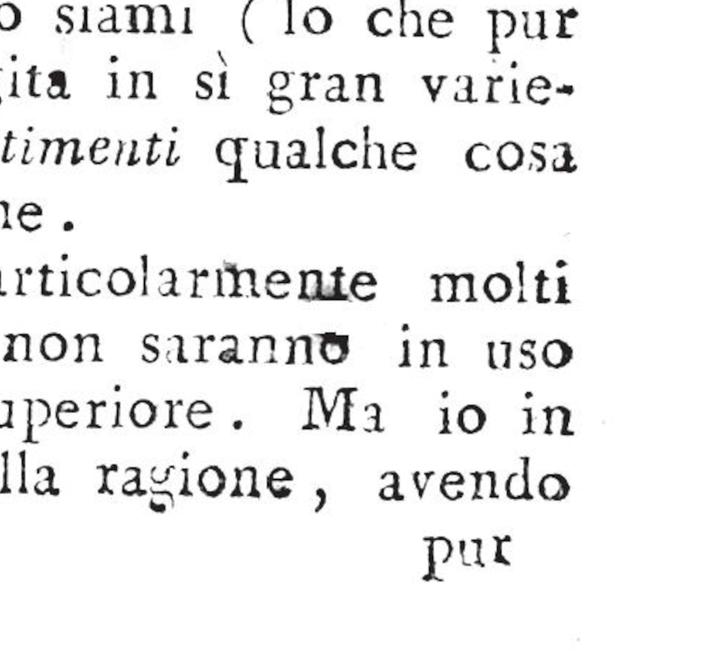 o siami ( lo che pur
gita in sì gran varie-
timenti qualche cosa
ne .
articolarmente molti
non saranno in uso
uperiore . Ma io in
lla ragione , avendo
pur